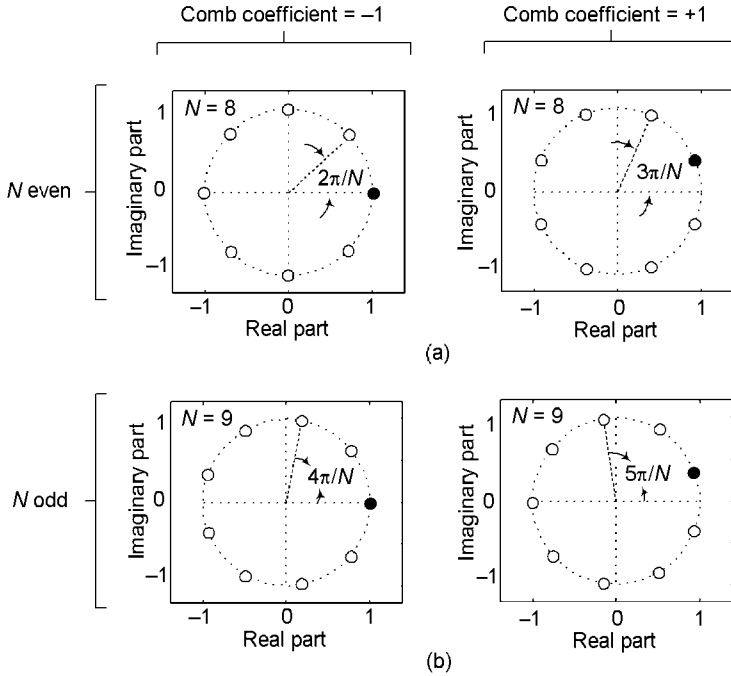 Comb coefficient = –1
Comb coefficient = +1
N even
Imaginary part
1
0
–1
N = 8
2π/N
–1
0
1
Real part
Imaginary part
1
0
–1
N = 8
3π/N
–1
0
1
Real part
(a)
N odd
Imaginary part
1
0
–1
N = 9
4π/N
–1
0
1
Real part
Imaginary part
1
0
–1
N = 9
5π/N
–1
0
1
Real part
(b)